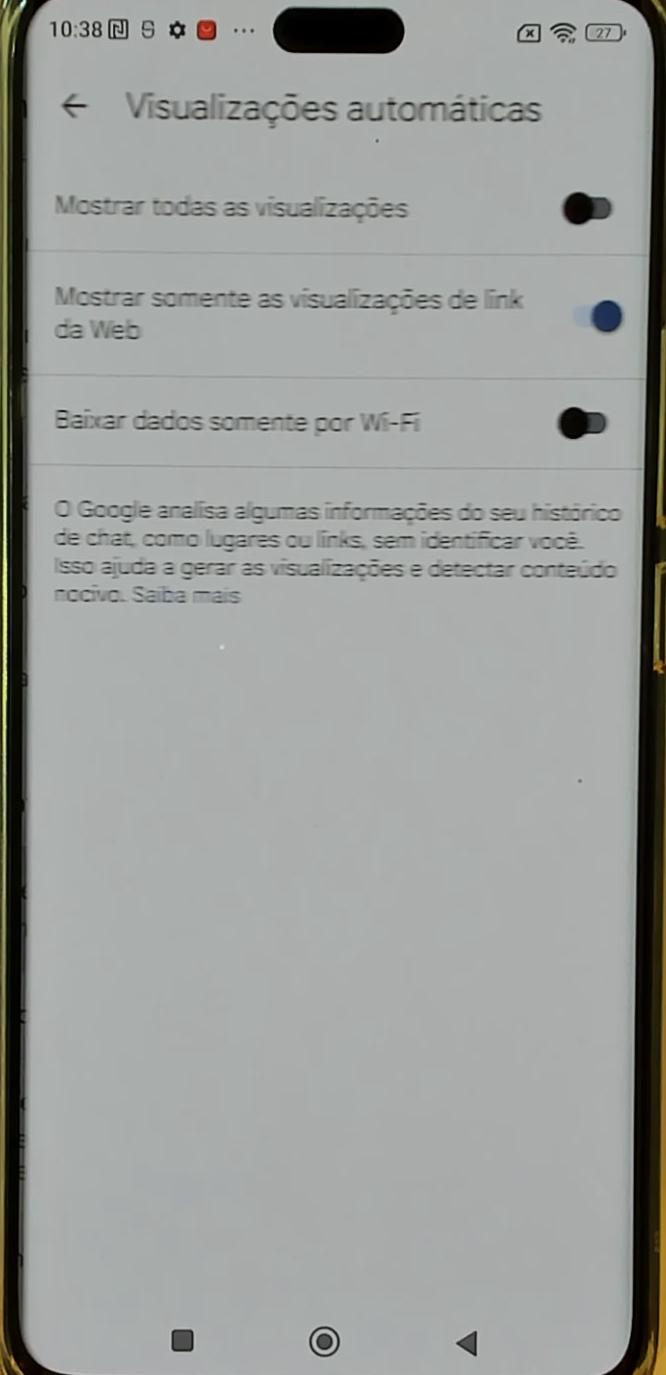 10:38
27
Visualizações automáticas
Mostrar todas as visualizações
Mostrar somente as visualizações de link
da Web
Baixar dados somente por Wi-Fi
O Google analisa algumas informações do seu histórico
de chat, como lugares ou links, sem identificar você.
Isso ajuda a gerar as visualizações e detectar conteúdo
nocivo. Saiba mais